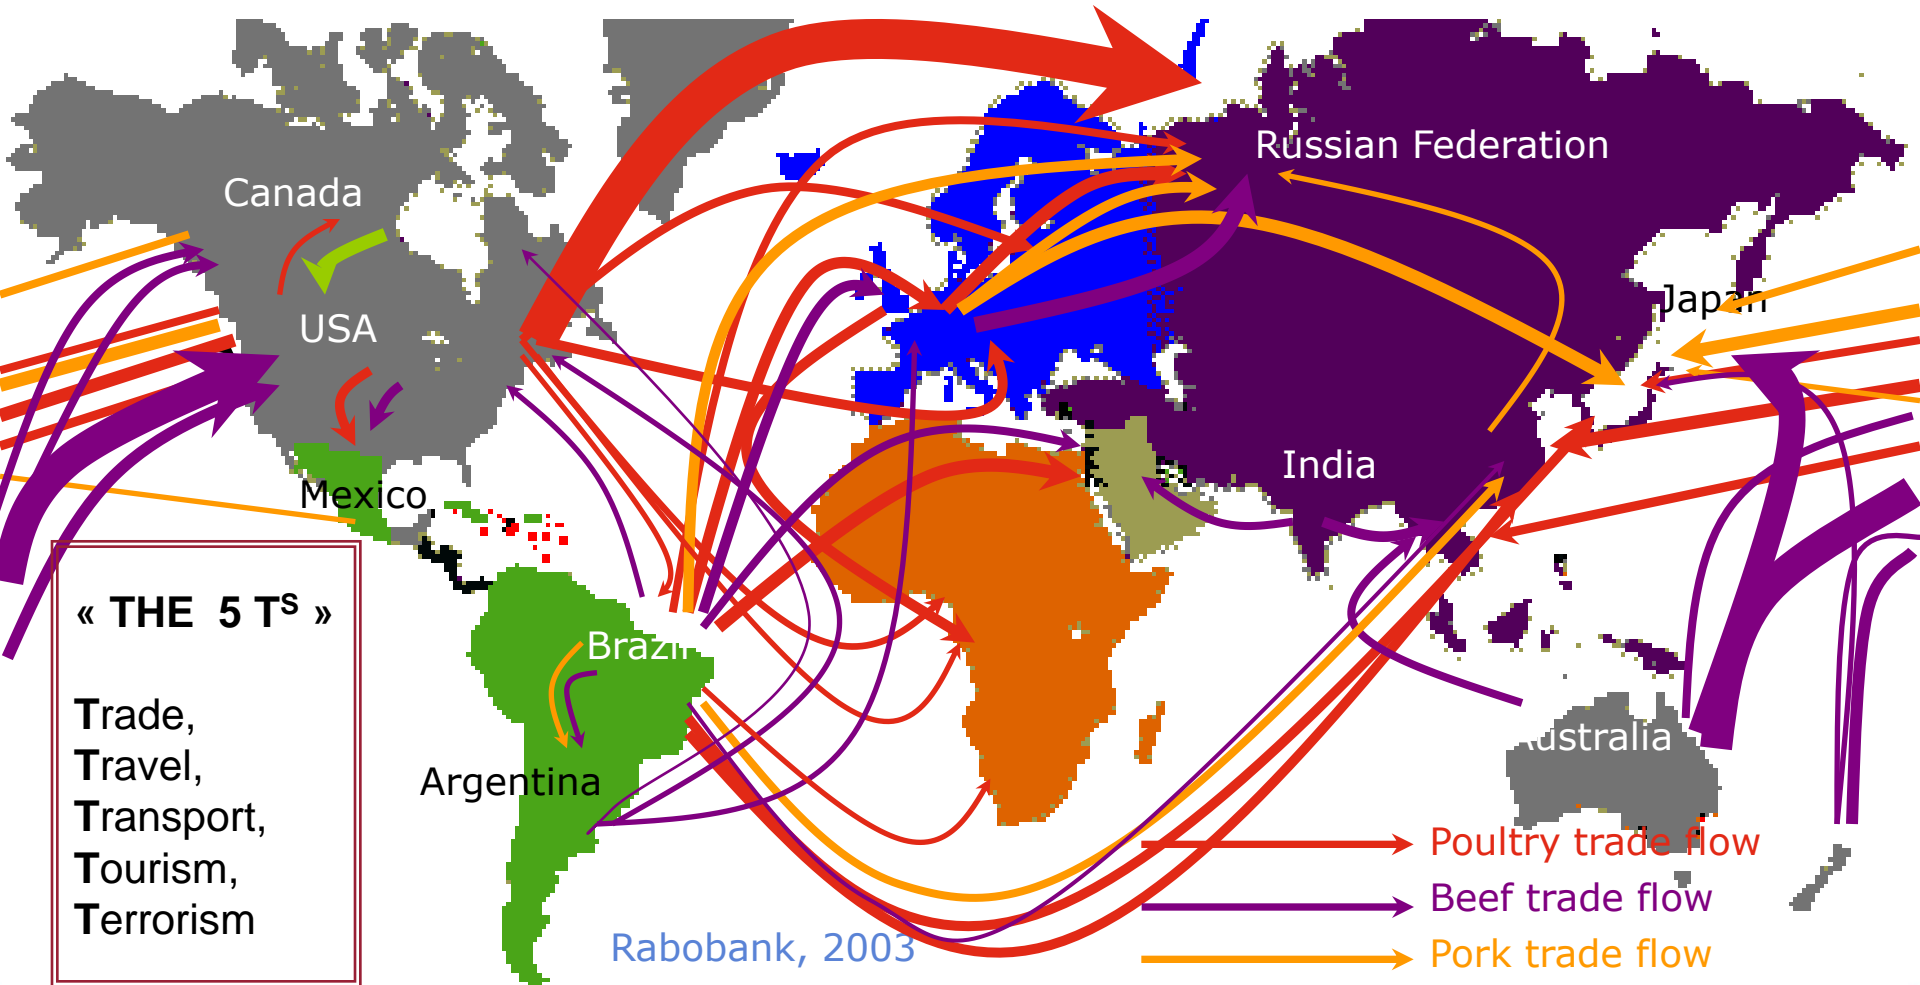 Russian Federation
Canada
Japan
USA
India
Mexico
« THE 5 Tˢ »
Brazil
Trade,
Travel,
Transport,
Tourism,
Terrorism
Australia
Argentina
Poultry trade flow
Beef trade flow
Pork trade flow
Rabobank, 2003